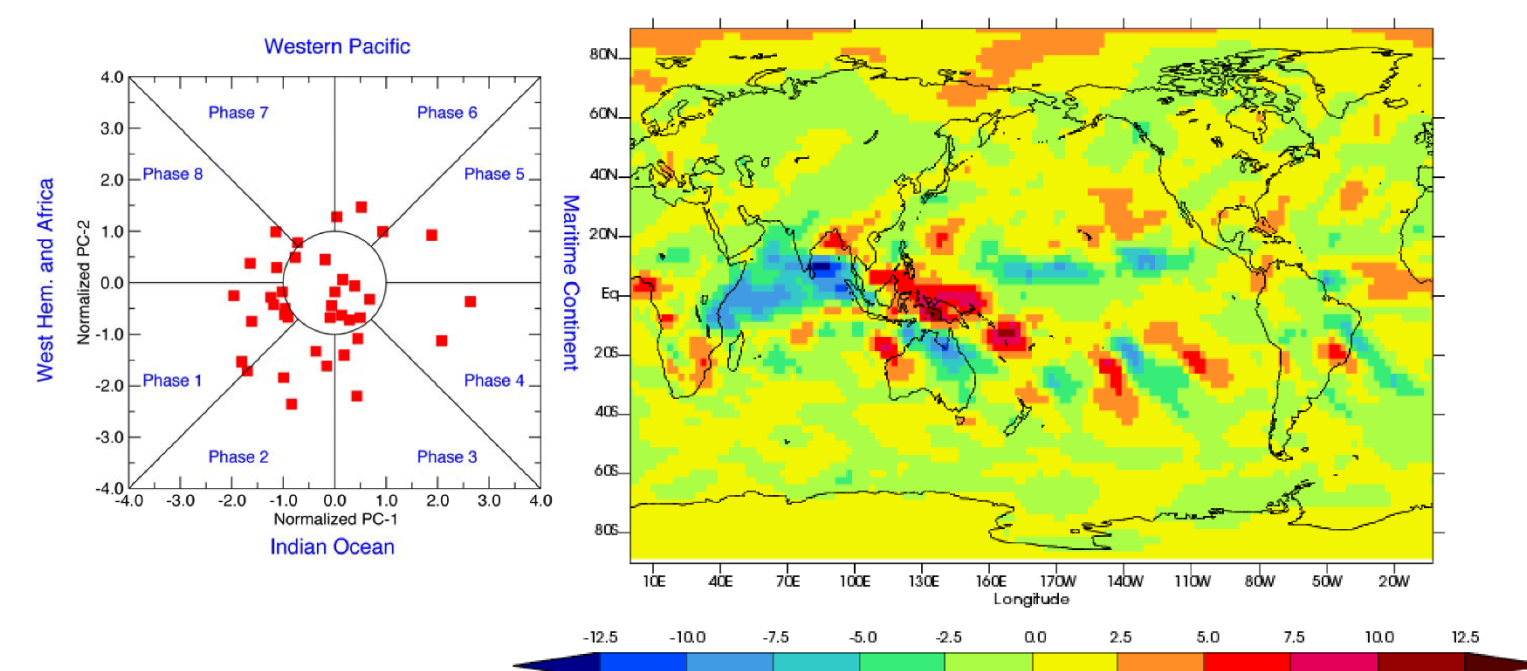 Western Pacific
4.0
3.0
2.0
1.0
0.0
-1.0
-2.0
-3.0
-4.0
Phase 7
Phase 6
Phase 8
Phase 5
Phase 1
Phase 4
Phase 2
Phase 3
West Hem. and Africa
Normalized PC-2
Maritime Continent
-4.0 -3.0 -2.0 -1.0 0.0 1.0 2.0 3.0 4.0
Normalized PC-1
Indian Ocean
80N
60N
40N
20N
Eq
20S
40S
60S
80S
10E 40E 70E 100E 130E 160E 170W 140W 110W 80W 50W 20W
Longitude
-12.5 -10.0 -7.5 -5.0 -2.5 0.0 2.5 5.0 7.5 10.0 12.5